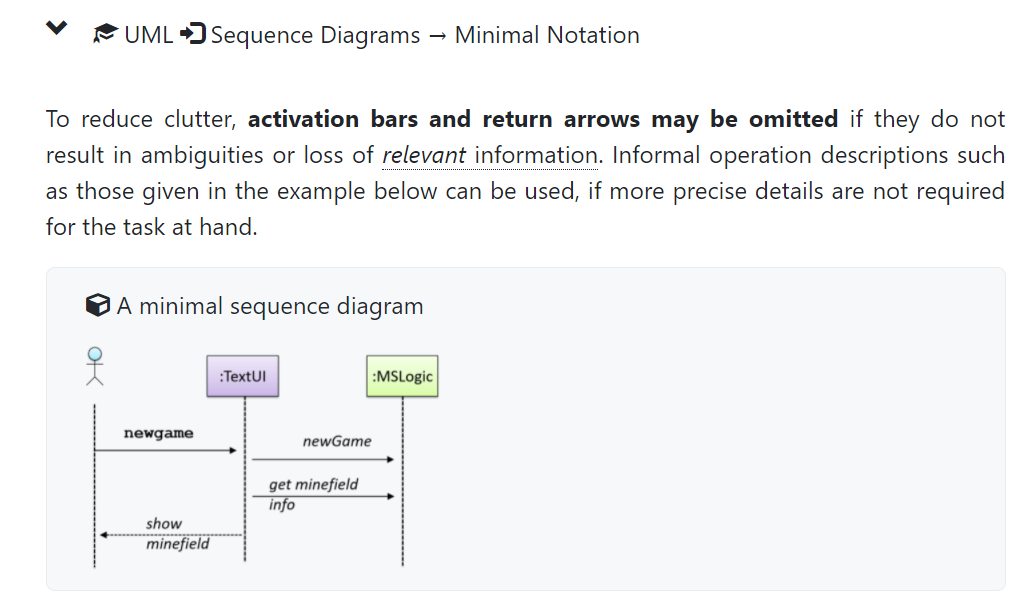 UML Sequence Diagrams → Minimal Notation
To reduce clutter, activation bars and return arrows may be omitted if they do not
result in ambiguities or loss of relevant information. Informal operation descriptions such
as those given in the example below can be used, if more precise details are not required
for the task at hand.
A minimal sequence diagram
:TextUI
:MSLogic
newgame
newGame
get minefield
info
show
minefield